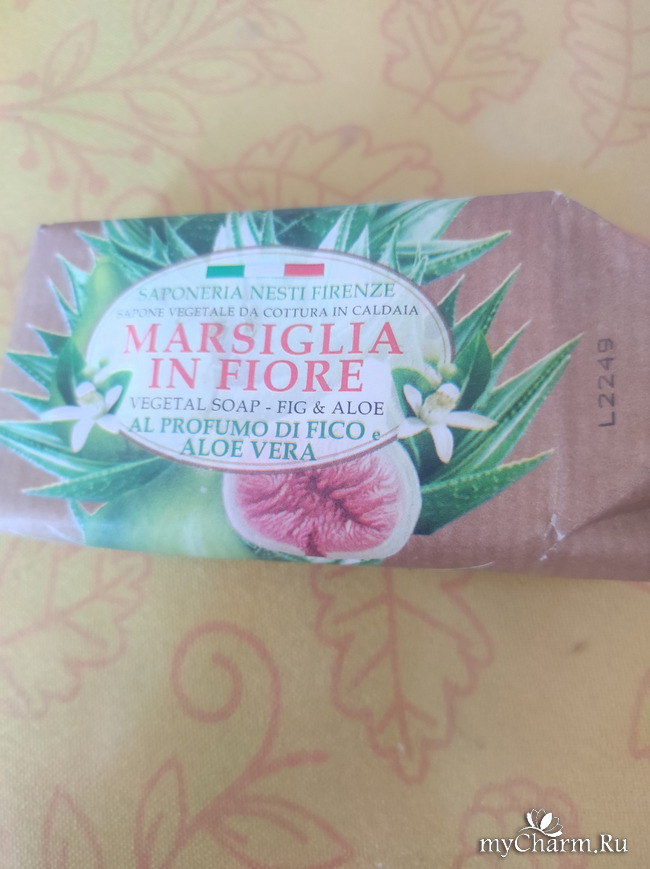 SAPONERIA NESTI FIRENZE
SAPONE VEGETALE DA COTTURA IN CALDAIA
MARSIGLIA
IN FIORE
VEGETAL SOAP - FIG & ALOE
AL PROFUMO DI FICO e
ALOE VERA
L2249
myCharm.Ru